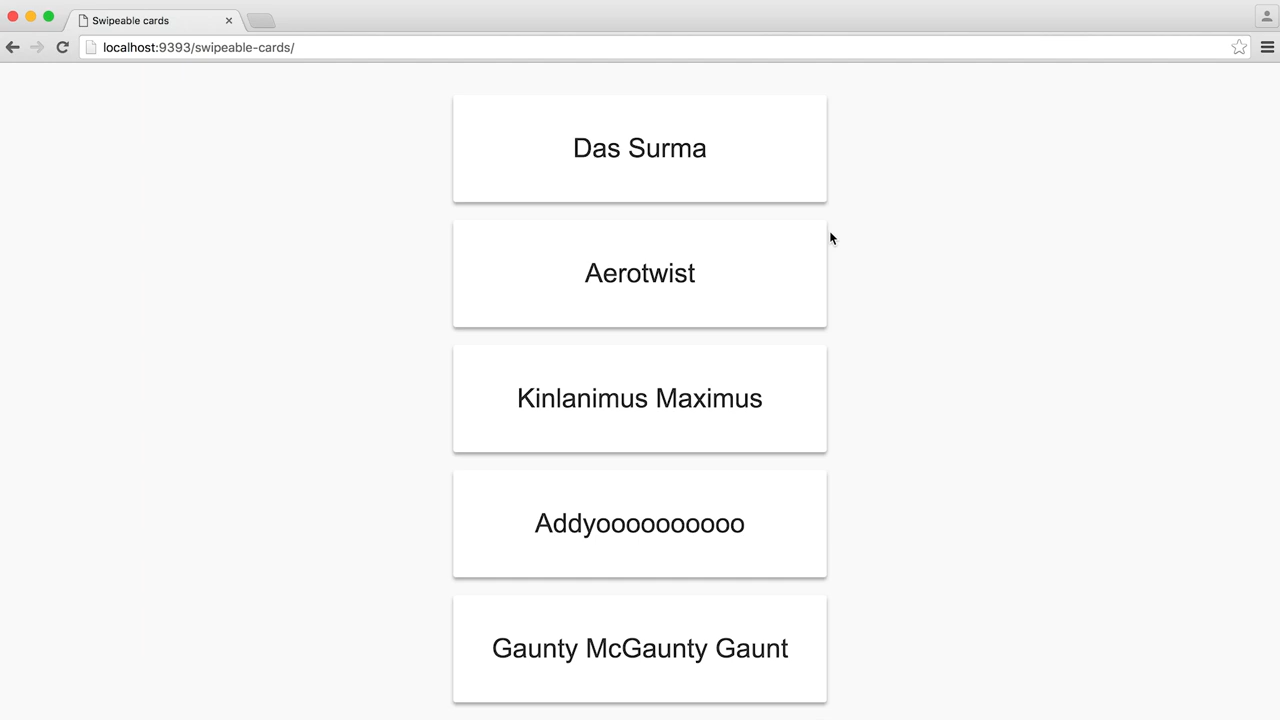 Swipeable cards
localhost:9393/swipeable-cards/
Das Surma
Aerotwist
Kinlanimus Maximus
Addyoooooooooo
Gaunty McGaunty Gaunt